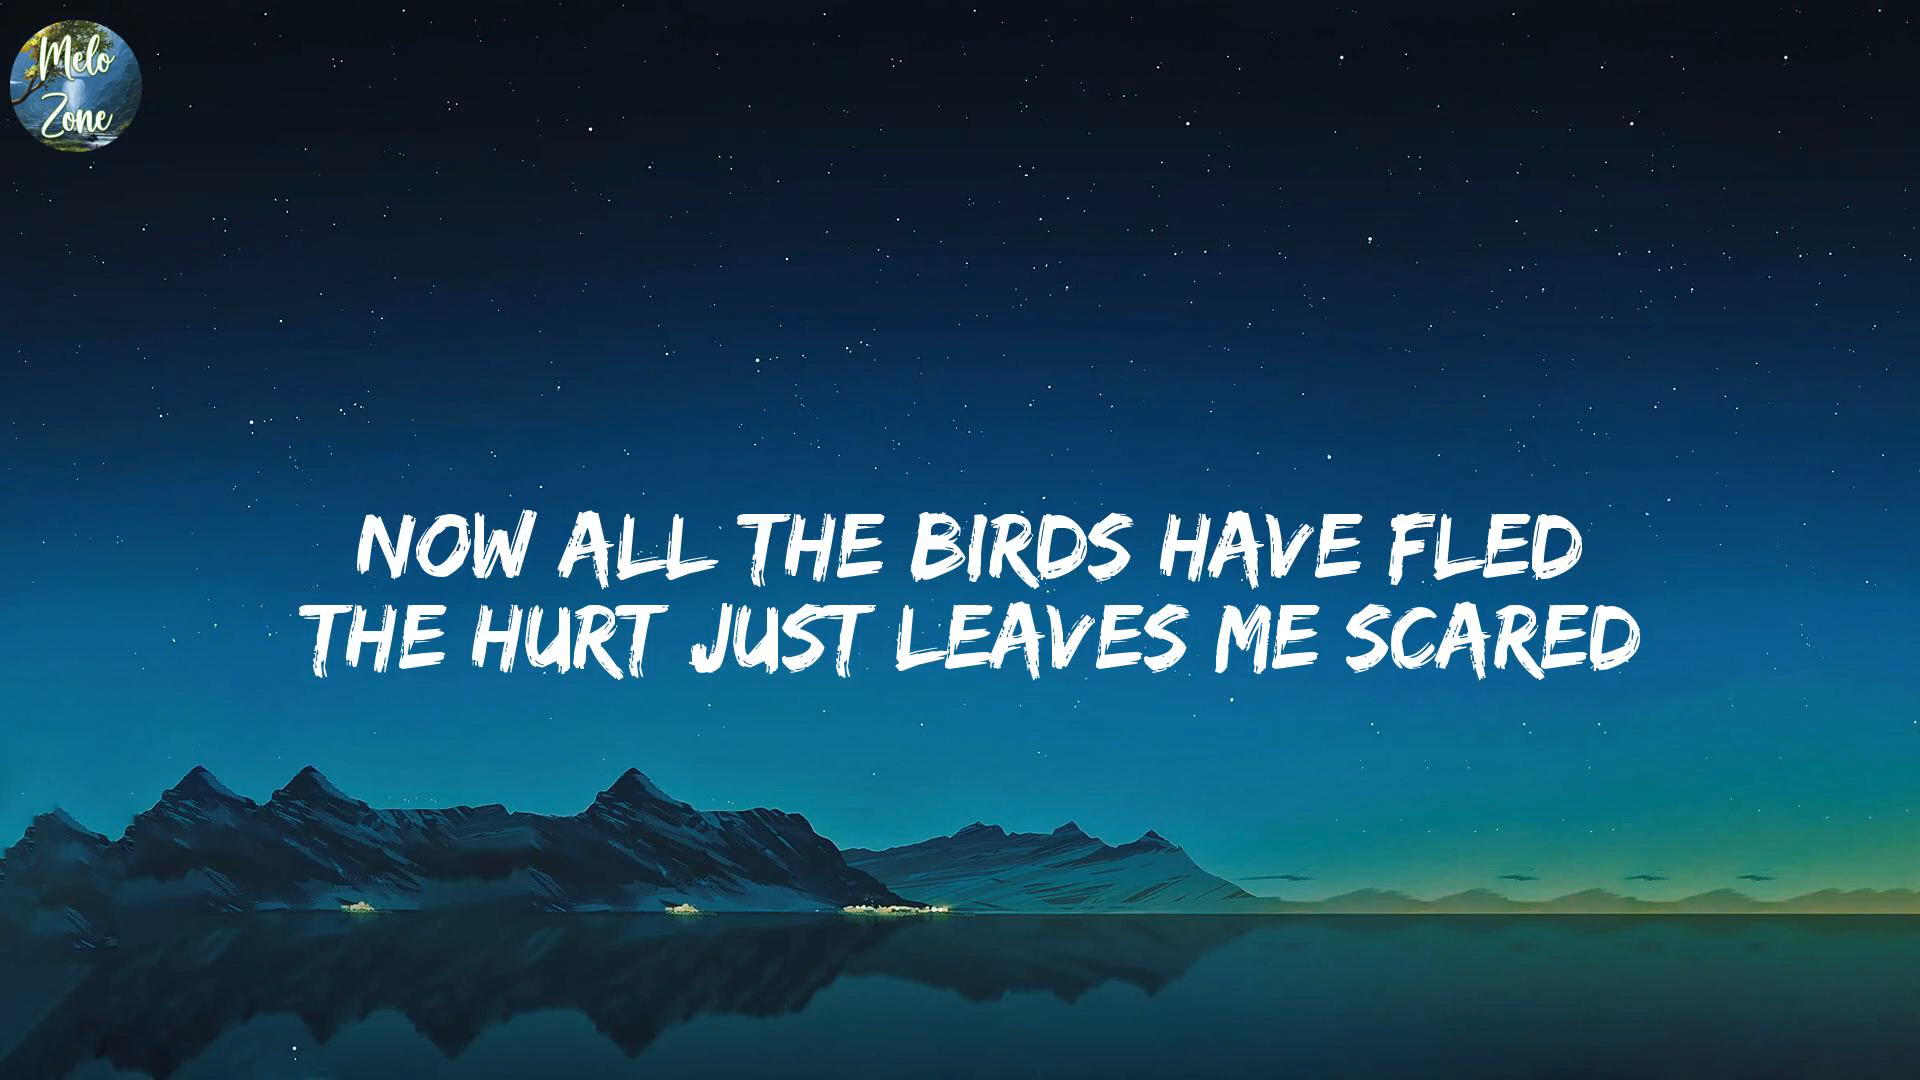 Melo
Zone
NOW ALL THE BIRDS HAVE FLED
THE HURT JUST LEAVES ME SCARED